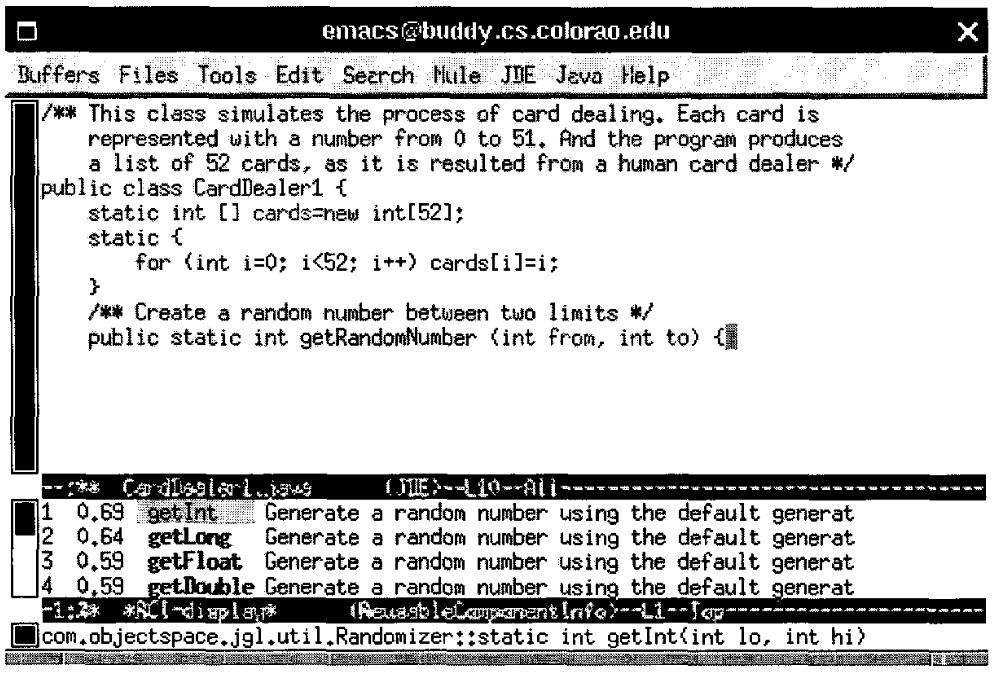 emacs@buddy.cs.colorao.edu
Buffers Files Tools Edit Search Mule JDE Java Help
/** This class simulates the process of card dealing. Each card is
represented with a number from 0 to 51. And the program produces
a list of 52 cards, as it is resulted from a human card dealer */
public class CardDealer1 {
static int [] cards=new int[52];
static {
for (int i=0; i<52; i++) cards[i]=i;
}
/** Create a random number between two limits */
public static int getRandomNumber (int from, int to) {
--:** CardDealer1.java (JDE)--L10--All--
1 0.69 getInt Generate a random number using the default generat
2 0.64 getLong Generate a random number using the default generat
3 0.59 getFloat Generate a random number using the default generat
4 0.59 getDouble Generate a random number using the default generat
-1:%* *RCI-display* (ReusableComponentInfo)--L1--Top--
com.objectspace.jgl.util.Randomizer::static int getInt(int lo, int hi)